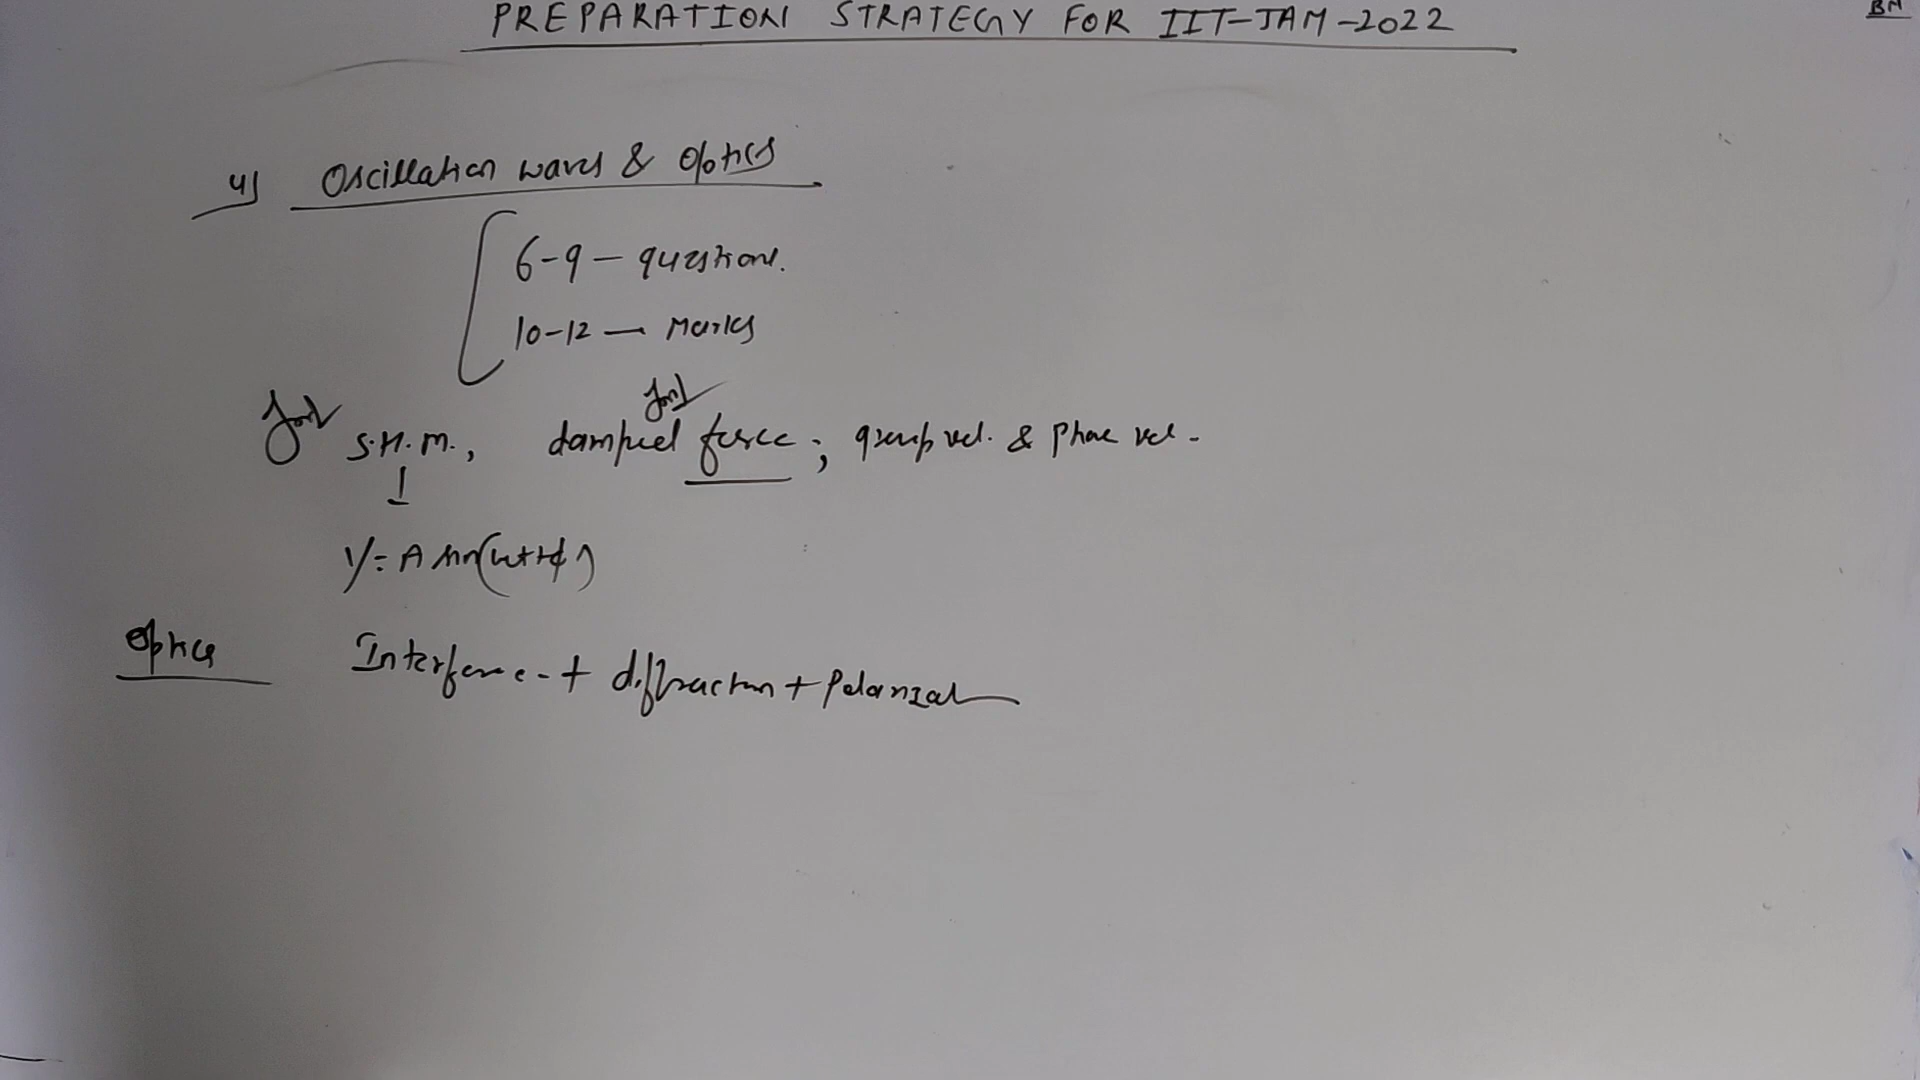 PREPARATION STRATEGY FOR IIT-JAM-2022
BM
4) Oscillation waves & Optics
6-9 – questions.
10-12 — Marks
S.H.M., damped force; group vel. & Phase vel.
Y = A sin(wt+φ)
Optics Interference + diffraction + Polarization